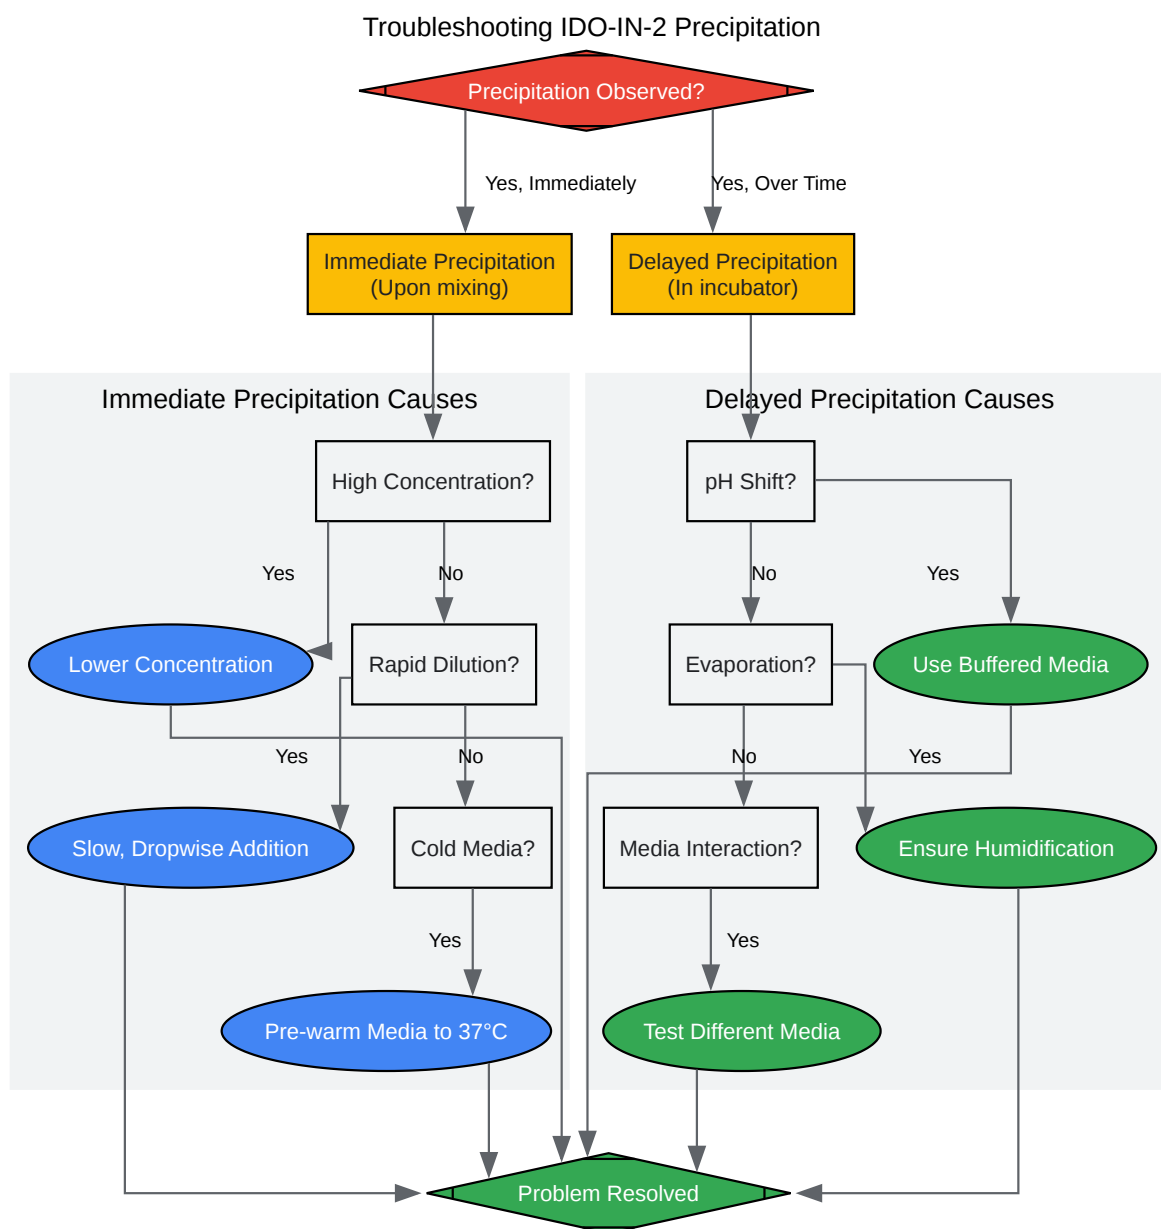 Troubleshooting IDO-IN-2 Precipitation
Precipitation Observed?
Yes, Immediately
Yes, Over Time
Immediate Precipitation
(Upon mixing)
Delayed Precipitation
(In incubator)
Immediate Precipitation Causes
Delayed Precipitation Causes
High Concentration?
pH Shift?
Yes
No
No
Yes
Lower Concentration
Rapid Dilution?
Evaporation?
Use Buffered Media
Yes
No
No
Yes
Slow, Dropwise Addition
Cold Media?
Media Interaction?
Ensure Humidification
Yes
Yes
Pre-warm Media to 37°C
Test Different Media
Problem Resolved